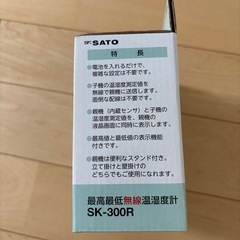 SK SATO
特長
●電池を入れるだけで、
複雑な設定は不要です。
●子機の温湿度測定値を
無線で親機に送信します。
面倒な配線は不要です。
●親機（内蔵センサ）と子機の
温湿度測定値を、親機の
液晶画面に同時に表示します。
●最高値と最低値の表示機能
付きです。
●親機は便利なスタンド付き。
立て掛けと壁掛けの
どちらでもご使用になれます。
最高最低無線温湿度計
SK-300R